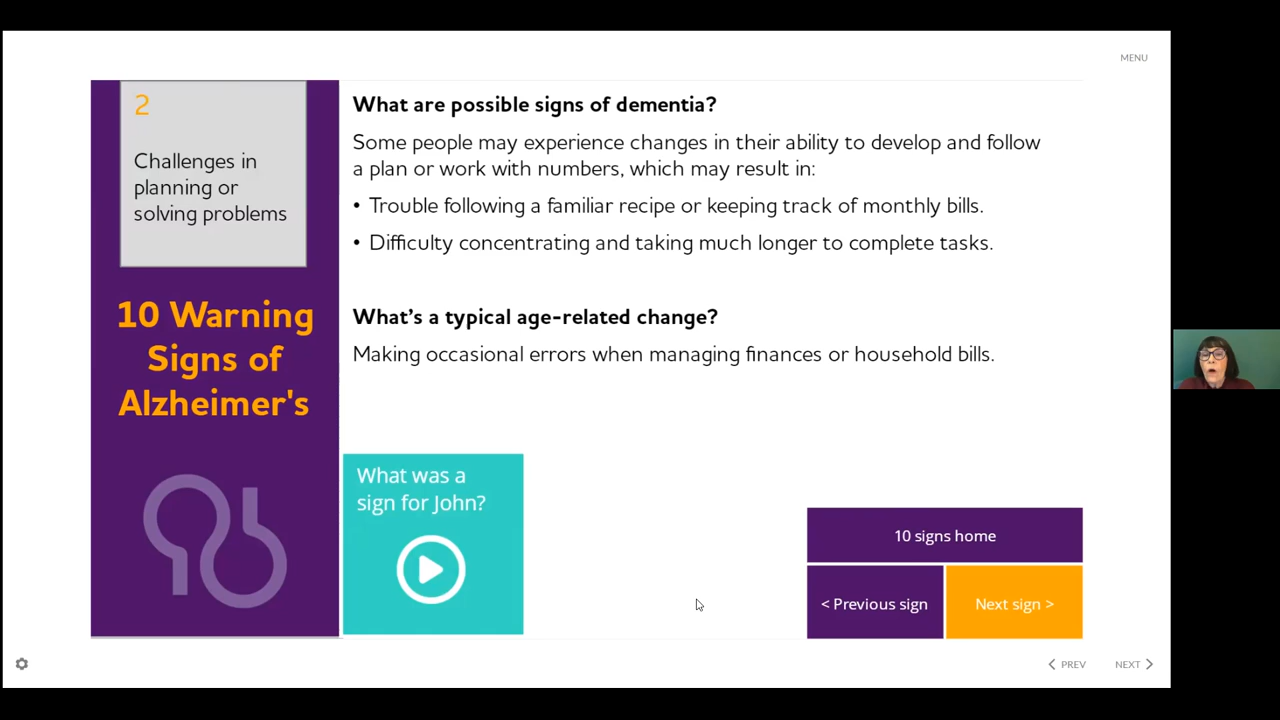 MENU
2
Challenges in
planning or
solving problems
10 Warning
Signs of
Alzheimer's
What are possible signs of dementia?
Some people may experience changes in their ability to develop and follow
a plan or work with numbers, which may result in:
• Trouble following a familiar recipe or keeping track of monthly bills.
• Difficulty concentrating and taking much longer to complete tasks.
What’s a typical age-related change?
Making occasional errors when managing finances or household bills.
What was a
sign for John?
10 signs home
< Previous sign
Next sign >
PREV
NEXT